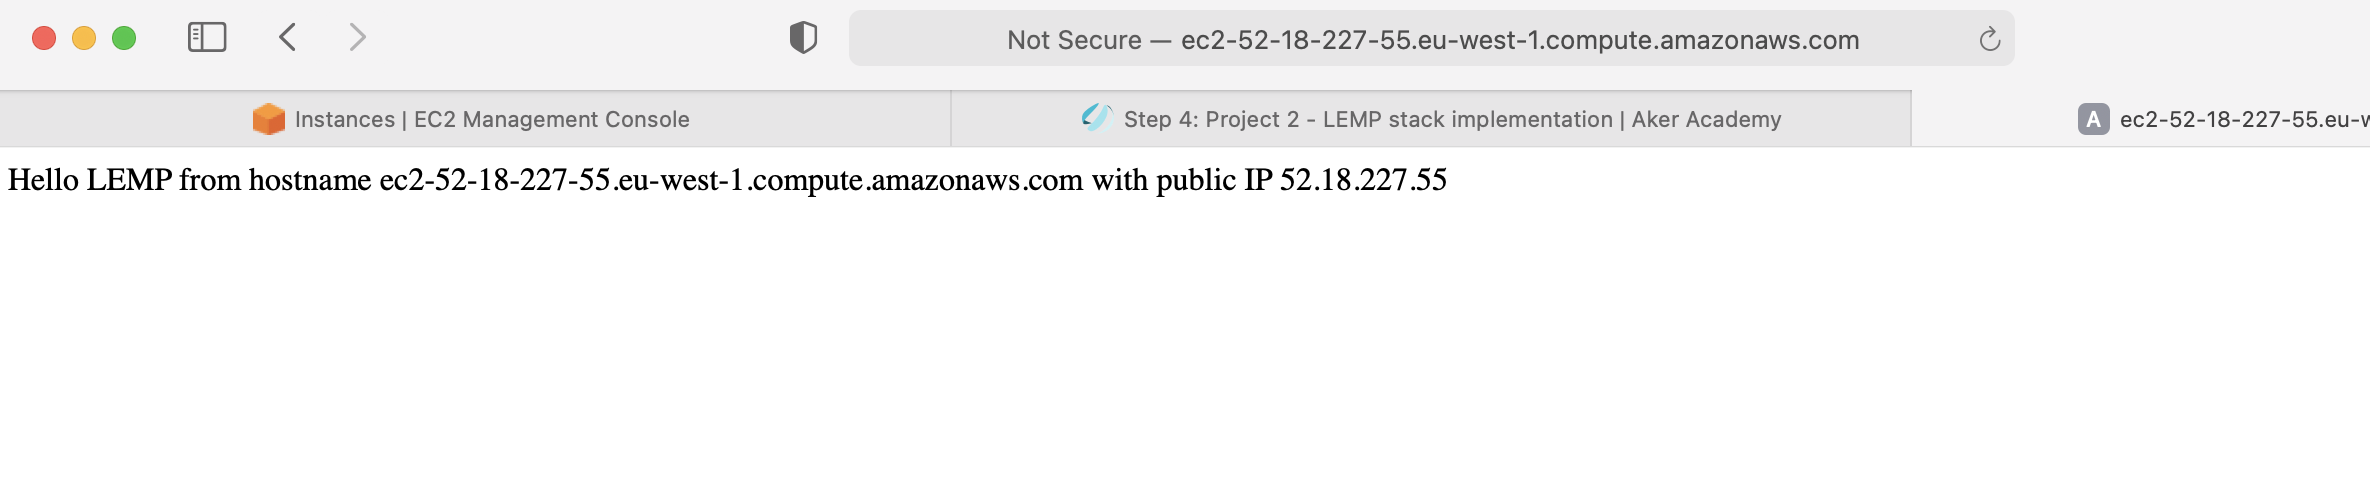 Not Secure — ec2-52-18-227-55.eu-west-1.compute.amazonaws.com
Instances | EC2 Management Console
Step 4: Project 2 - LEMP stack implementation | Aker Academy
A ec2-52-18-227-55.eu-w
Hello LEMP from hostname ec2-52-18-227-55.eu-west-1.compute.amazonaws.com with public IP 52.18.227.55